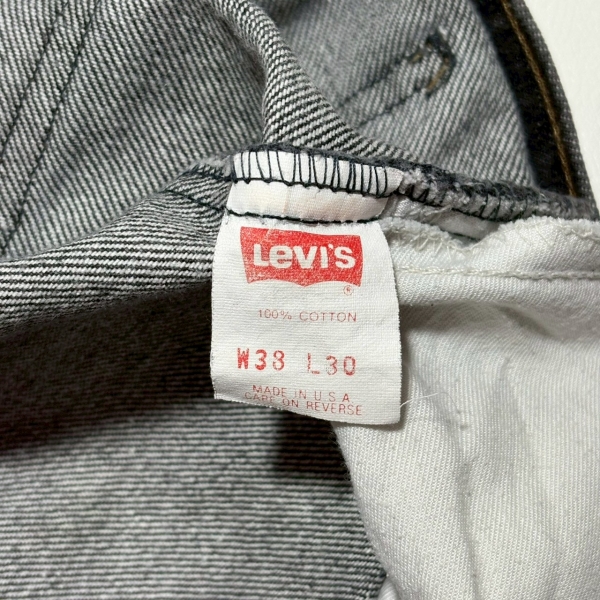 Levi's
®
100% COTTON
W38 L30
MADE IN U.S.A
CARE ON REVERSE